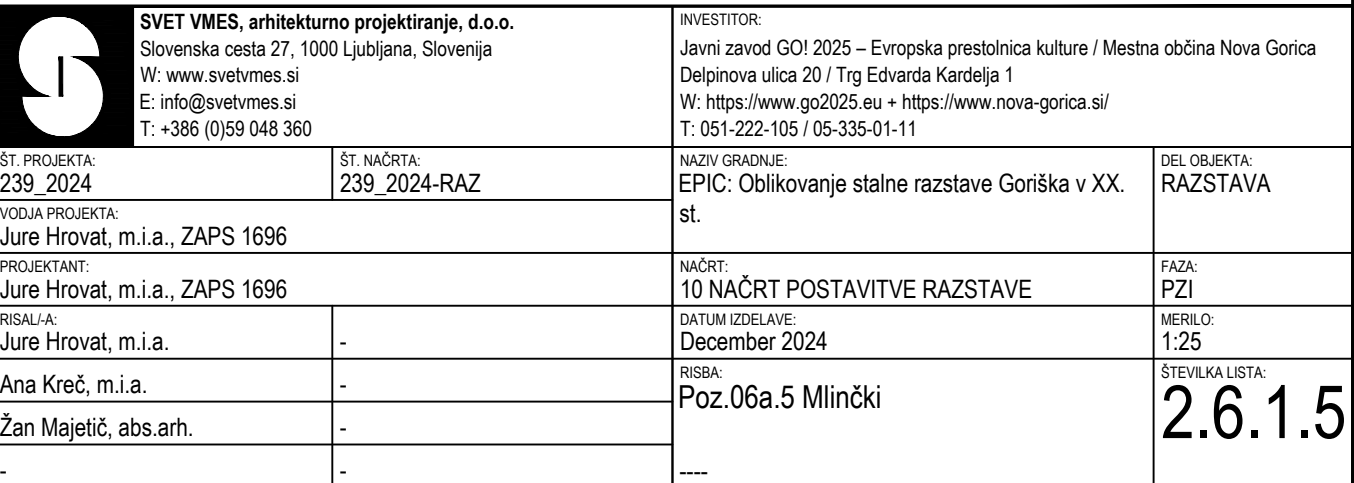 SVET VMES, arhitekturno projektiranje, d.o.o.
Slovenska cesta 27, 1000 Ljubljana, Slovenija
W: www.svetvmes.si
E: info@svetvmes.si
T: +386 (0)59 048 360
INVESTITOR:
Javni zavod GO! 2025 – Evropska prestolnica kulture / Mestna občina Nova Gorica
Delpinova ulica 20 / Trg Edvarda Kardelja 1
W: https://www.go2025.eu + https://www.nova-gorica.si/
T: 051-222-105 / 05-335-01-11
ŠT. PROJEKTA:
239_2024
ŠT. NAČRTA:
239_2024-RAZ
NAZIV GRADNJE:
EPIC: Oblikovanje stalne razstave Goriška v XX.
st.
DEL OBJEKTA:
RAZSTAVA
VODJA PROJEKTA:
Jure Hrovat, m.i.a., ZAPS 1696
PROJEKTANT:
Jure Hrovat, m.i.a., ZAPS 1696
NAČRT:
10 NAČRT POSTAVITVE RAZSTAVE
FAZA:
PZI
RISAL/-A:
Jure Hrovat, m.i.a.
-
DATUM IZDELAVE:
December 2024
MERILO:
1:25
Ana Kreč, m.i.a.
-
RISBA:
Poz.06a.5 Mlinčki
ŠTEVILKA LISTA:
2.6.1.5
Žan Majetič, abs.arh.
-
-
-
----